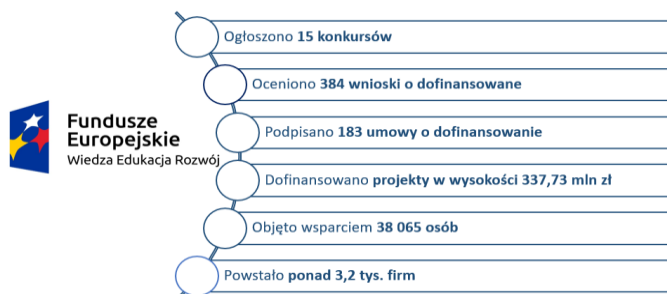 Ogłoszono 15 konkursów
Oceniono 384 wnioski o dofinansowane
Fundusze
Europejskie
Wiedza Edukacja Rozwój
Podpisano 183 umowy o dofinansowanie
Dofinansowano projekty w wysokości 337,73 mln zł
Objęto wsparciem 38 065 osób
Powstało ponad 3,2 tys. firm